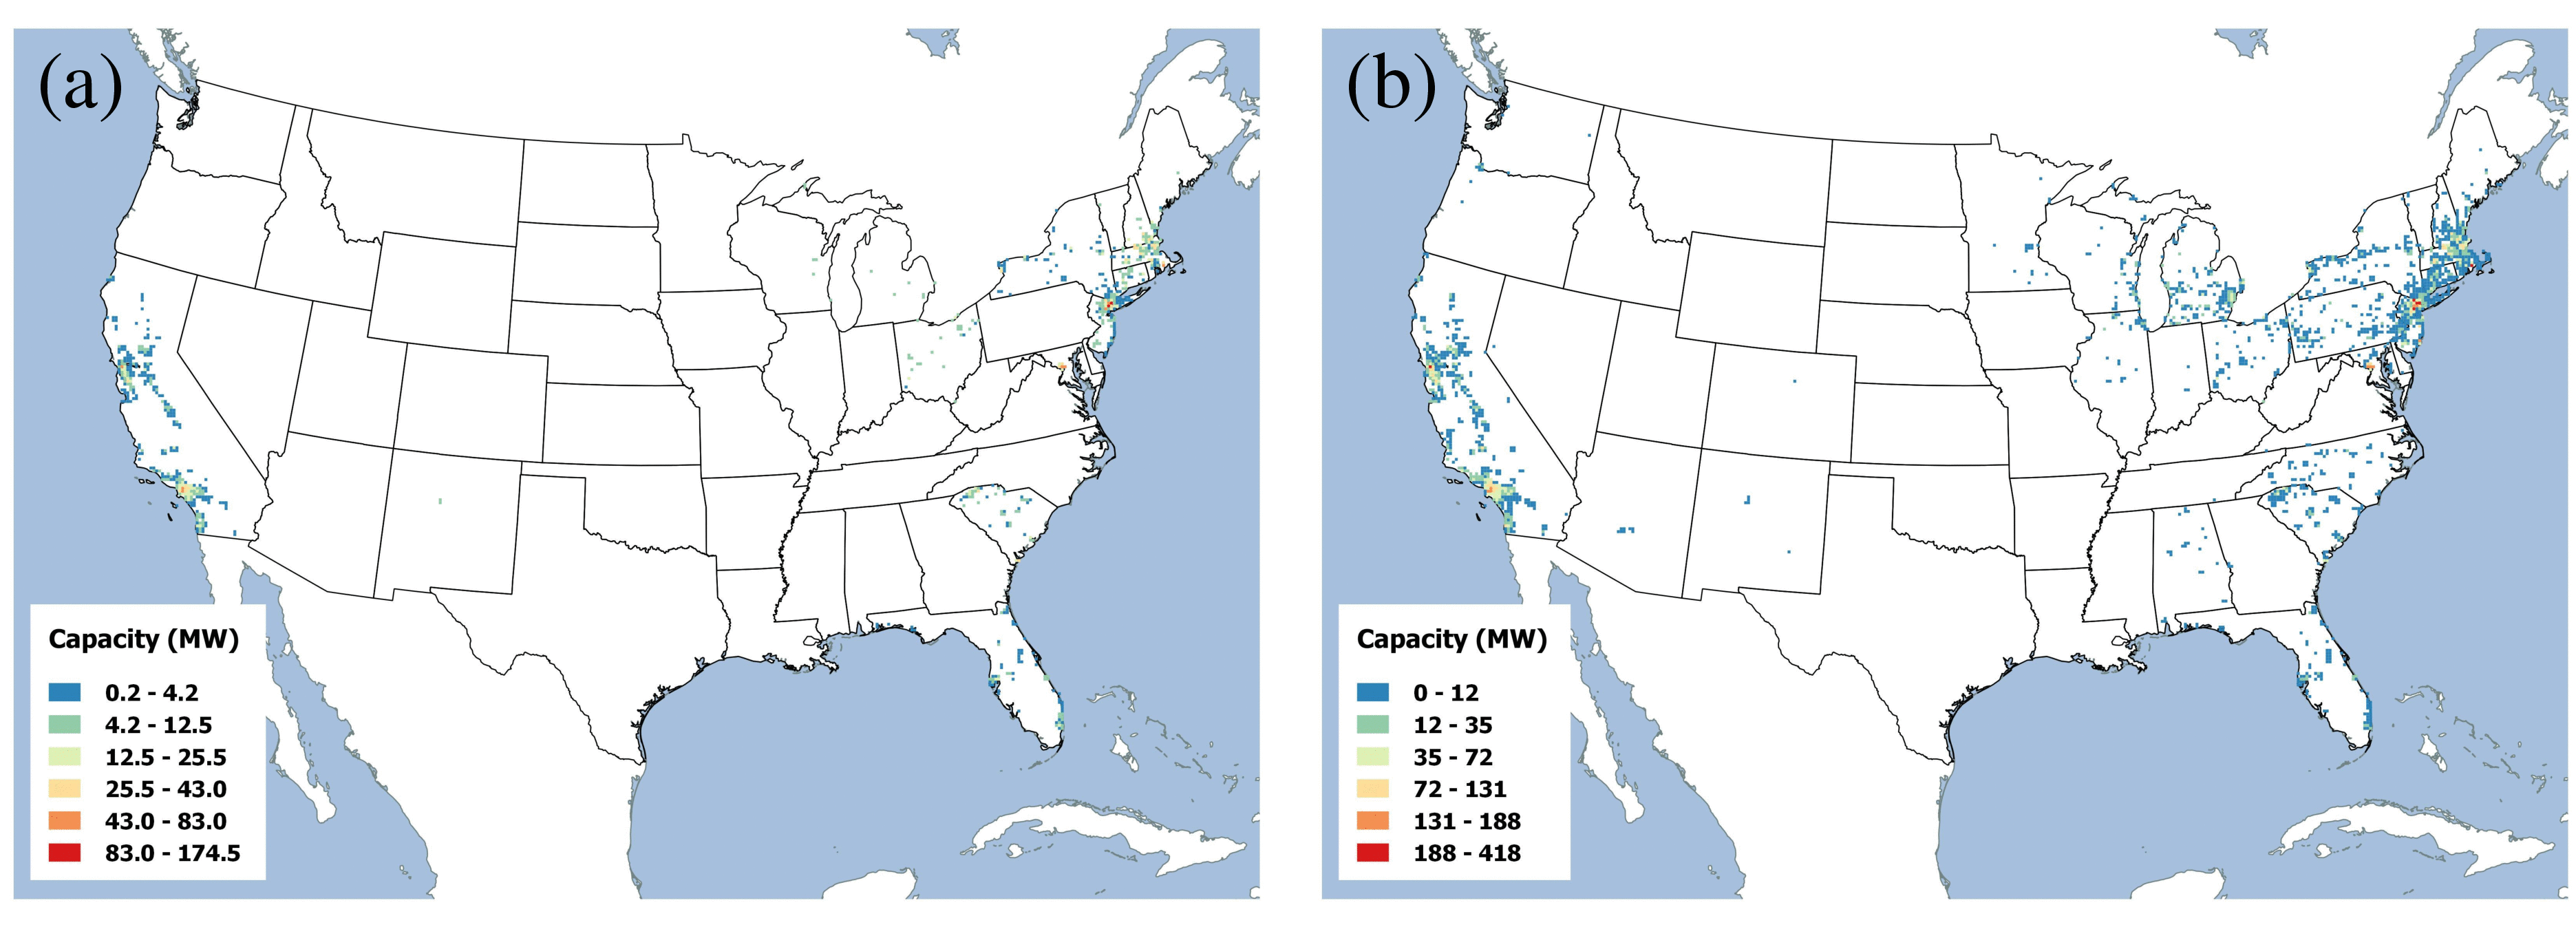 (a)
Capacity (MW)
0.2 - 4.2
4.2 - 12.5
12.5 - 25.5
25.5 - 43.0
43.0 - 83.0
83.0 - 174.5
(b)
Capacity (MW)
0 - 12
12 - 35
35 - 72
72 - 131
131 - 188
188 - 418